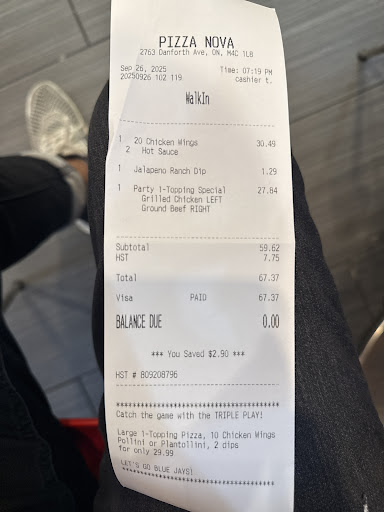 PIZZA NOVA
2763 Danforth Ave, ON, M4C 1L8
Sep 26, 2025 Time: 07:19 PM
20250926 102 119 cashier t.
WalkIn
1 20 Chicken Wings 30.49
2 Hot Sauce
1 Jalapeno Ranch Dip 1.29
1 Party 1-Topping Special 27.84
Grilled Chicken LEFT
Ground Beef RIGHT
Subtotal 59.62
HST 7.75
Total 67.37
Visa PAID 67.37
BALANCE DUE 0.00
*** You Saved $2.90 ***
HST # 809208796
Catch the game with the TRIPLE PLAY!
Large 1-Topping Pizza, 10 Chicken Wings
Pollini or Plantollini, 2 dips
for only 29.99
LET'S GO BLUE JAYS!